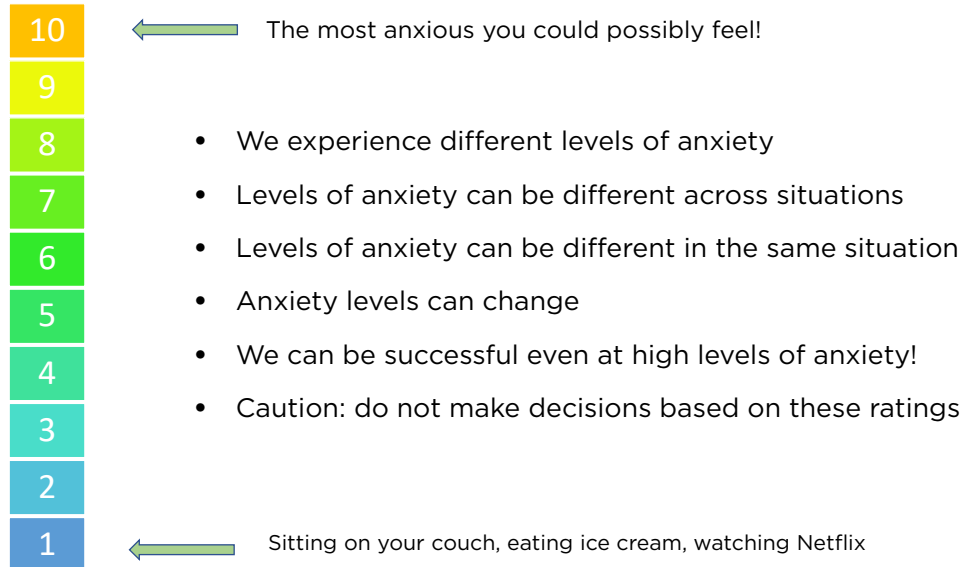 10 The most anxious you could possibly feel!
9
8
• We experience different levels of anxiety
7
• Levels of anxiety can be different across situations
6
• Levels of anxiety can be different in the same situation
5
• Anxiety levels can change
4
• We can be successful even at high levels of anxiety!
3
• Caution: do not make decisions based on these ratings
2
1 Sitting on your couch, eating ice cream, watching Netflix